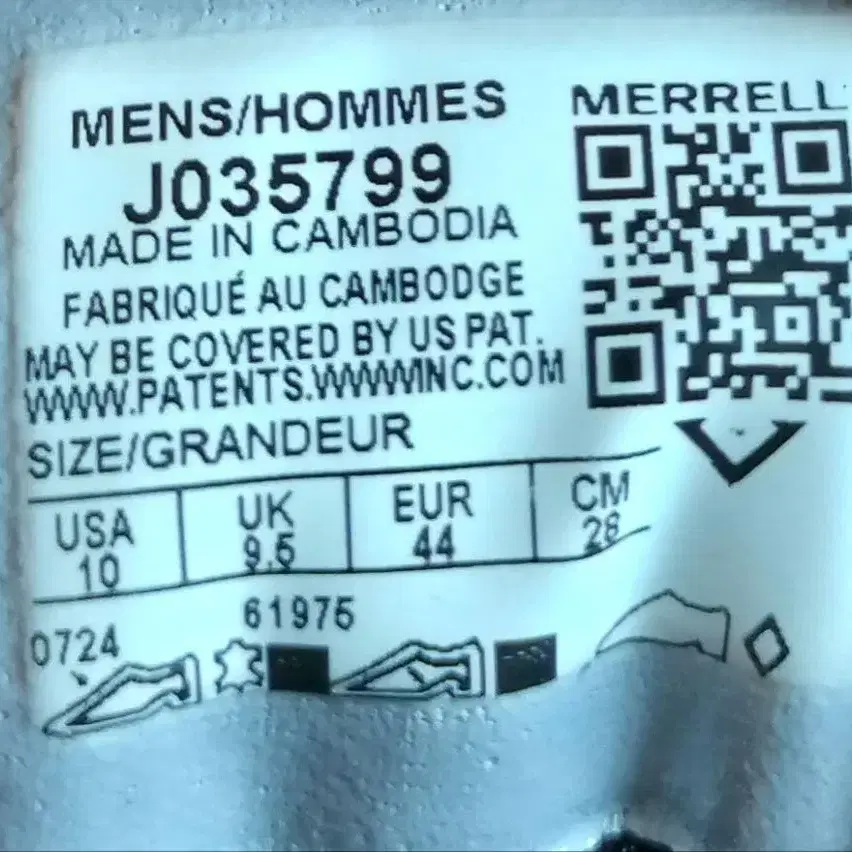 MENS/HOMMES
J035799
MADE IN CAMBODIA
FABRIQUÉ AU CAMBODGE
MAY BE COVERED BY US PAT.
WWW.PATENTS.WWWINC.COM
SIZE/GRANDEUR
USA UK EUR CM
10 9.5 44 28
61975
0724
MERRELL